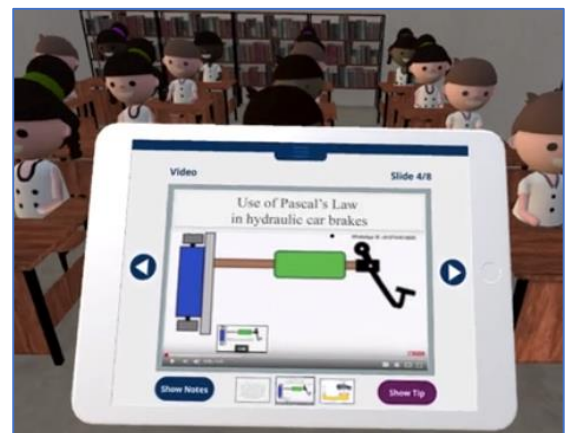 Video
Slide 4/8
Use of Pascal's Law
in hydraulic car brakes
Show Notes
Show Tip